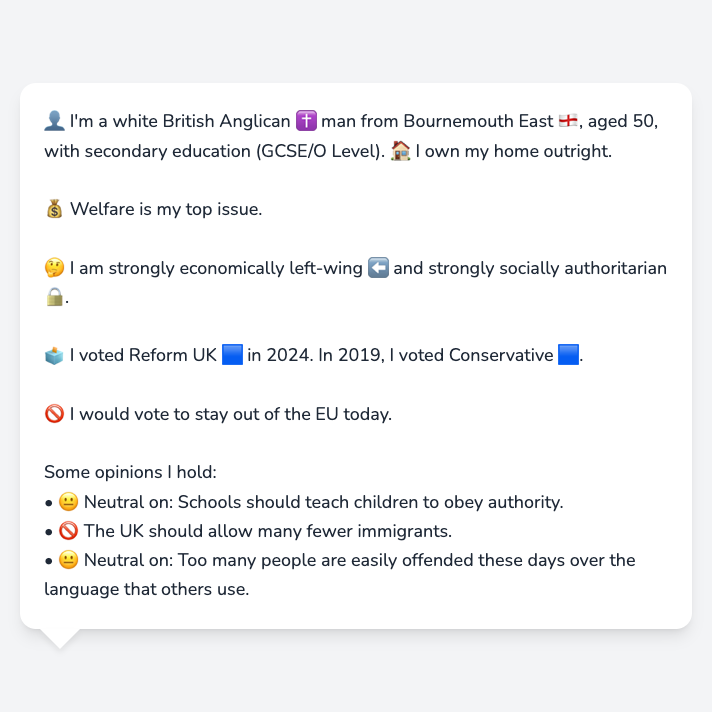 👤 I'm a white British Anglican ✝️ man from Bournemouth East 🏴󠁧󠁢󠁥󠁮󠁧󠁿, aged 50,
with secondary education (GCSE/O Level). 🏠 I own my home outright.
💰 Welfare is my top issue.
🤔 I am strongly economically left-wing ⬅️ and strongly socially authoritarian
🔒.
🗳️ I voted Reform UK 🟦 in 2024. In 2019, I voted Conservative 🟦.
🚫 I would vote to stay out of the EU today.
Some opinions I hold:
• 😐 Neutral on: Schools should teach children to obey authority.
• 🚫 The UK should allow many fewer immigrants.
• 😐 Neutral on: Too many people are easily offended these days over the
language that others use.